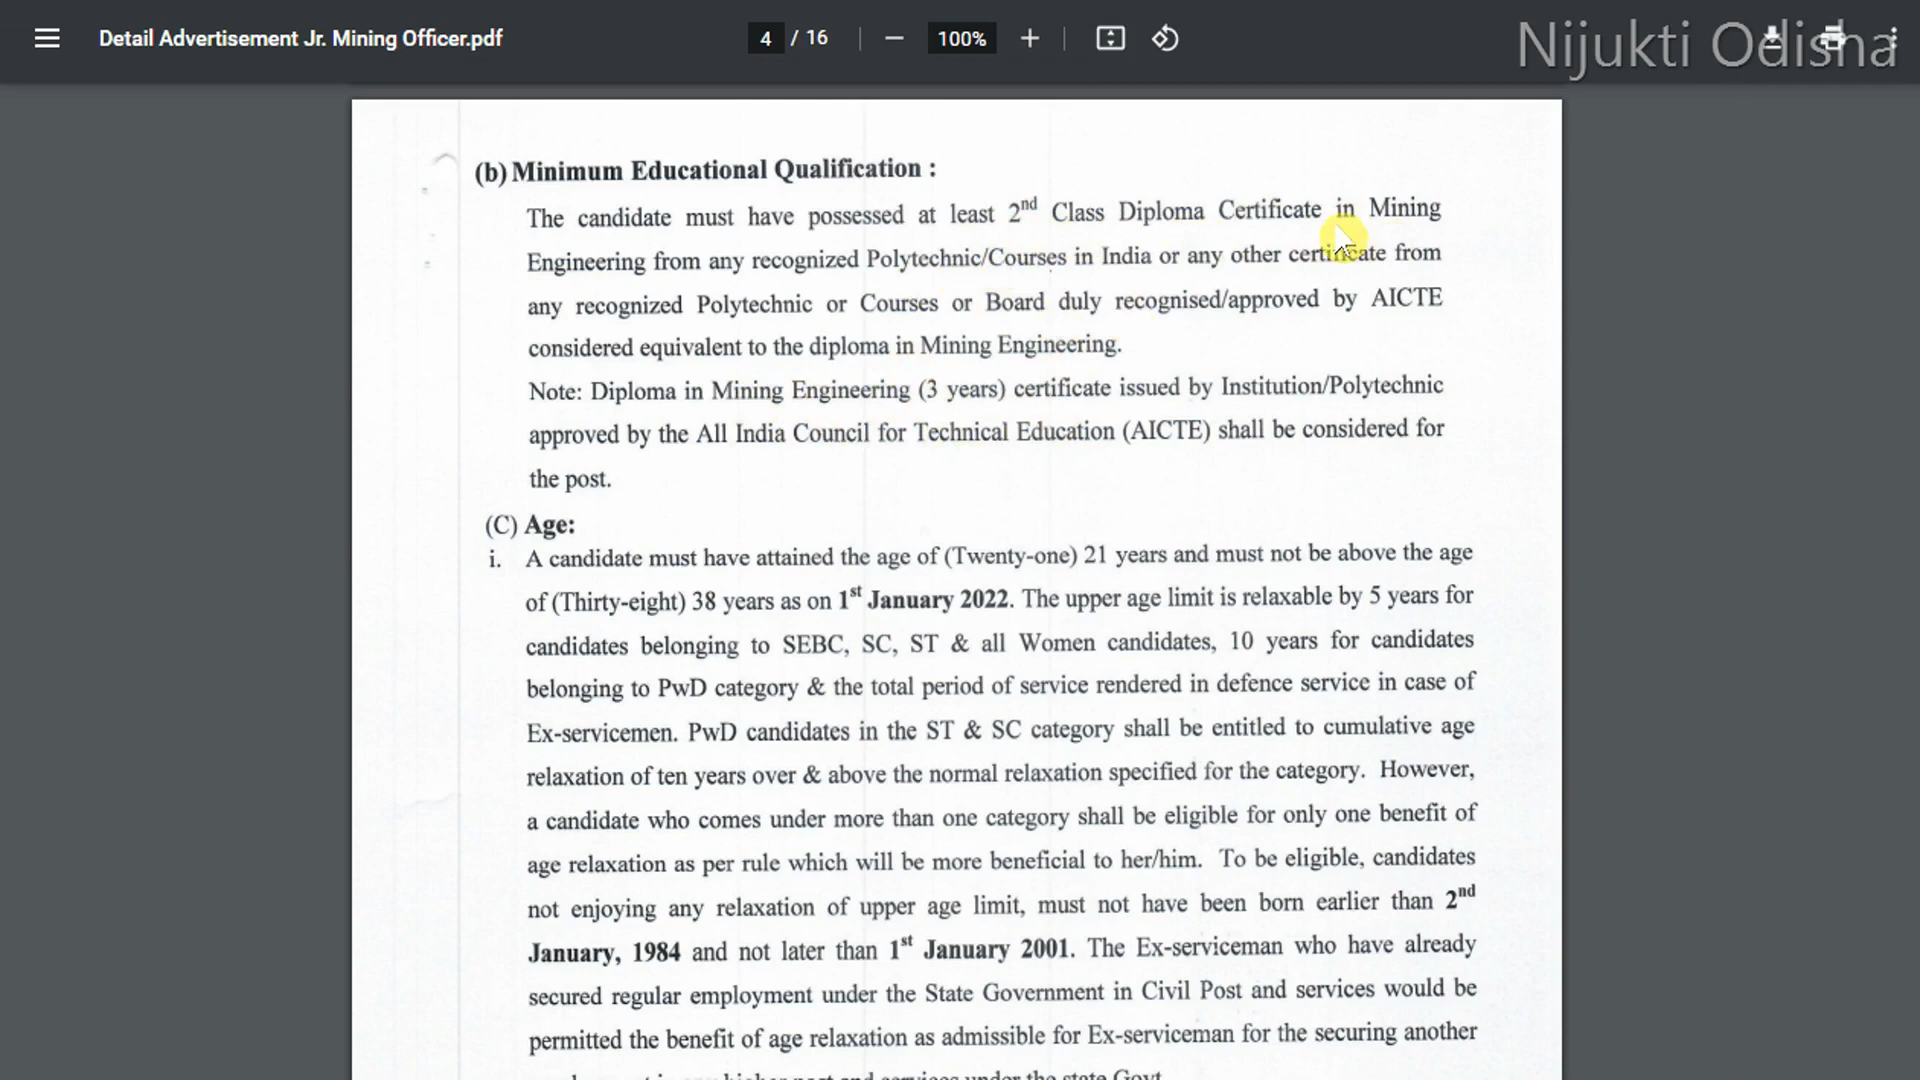 Detail Advertisement Jr. Mining Officer.pdf
4 / 16
100%
Nijukti Odisha
(b) Minimum Educational Qualification :
The candidate must have possessed at least 2nd Class Diploma Certificate in Mining
Engineering from any recognized Polytechnic/Courses in India or any other certificate from
any recognized Polytechnic or Courses or Board duly recognised/approved by AICTE
considered equivalent to the diploma in Mining Engineering.
Note: Diploma in Mining Engineering (3 years) certificate issued by Institution/Polytechnic
approved by the All India Council for Technical Education (AICTE) shall be considered for
the post.
(C) Age:
i. A candidate must have attained the age of (Twenty-one) 21 years and must not be above the age
of (Thirty-eight) 38 years as on 1st January 2022. The upper age limit is relaxable by 5 years for
candidates belonging to SEBC, SC, ST & all Women candidates, 10 years for candidates
belonging to PwD category & the total period of service rendered in defence service in case of
Ex-servicemen. PwD candidates in the ST & SC category shall be entitled to cumulative age
relaxation of ten years over & above the normal relaxation specified for the category. However,
a candidate who comes under more than one category shall be eligible for only one benefit of
age relaxation as per rule which will be more beneficial to her/him. To be eligible, candidates
not enjoying any relaxation of upper age limit, must not have been born earlier than 2nd
January, 1984 and not later than 1st January 2001. The Ex-serviceman who have already
secured regular employment under the State Government in Civil Post and services would be
permitted the benefit of age relaxation as admissible for Ex-serviceman for the securing another
under the state Govt